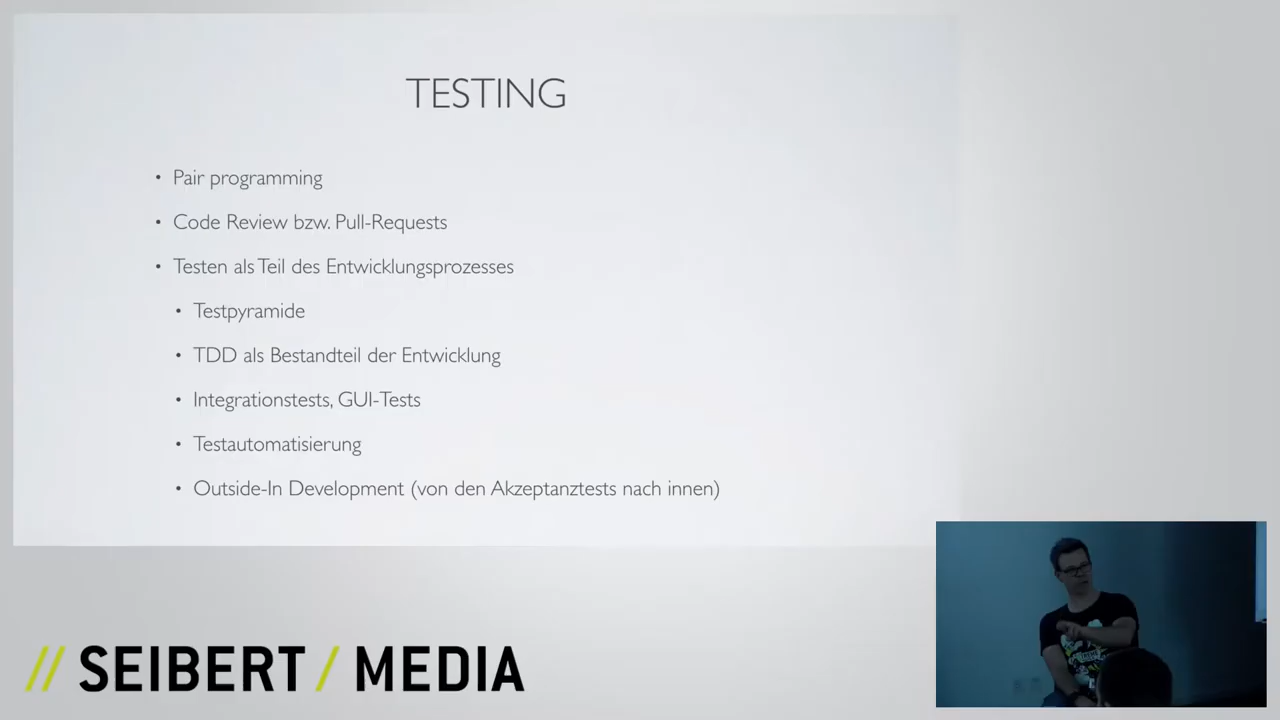 TESTING
• Pair programming
• Code Review bzw. Pull-Requests
• Testen als Teil des Entwicklungsprozesses
• Testpyramide
• TDD als Bestandteil der Entwicklung
• Integrationstests, GUI-Tests
• Testautomatisierung
• Outside-In Development (von den Akzeptanztests nach innen)
// SEIBERT / MEDIA